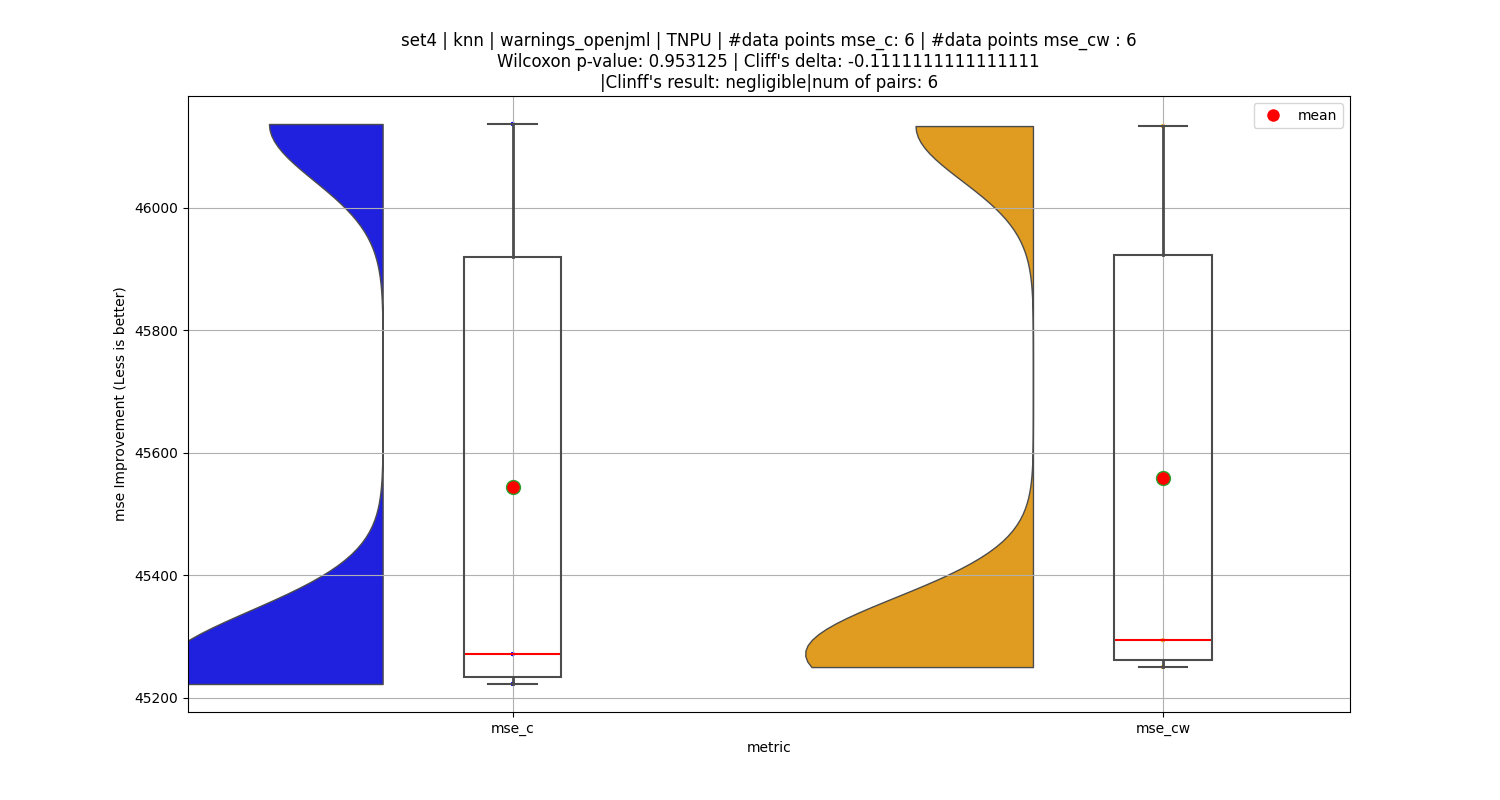 set4 | knn | warnings_openjml | TNPU | #data points mse_c: 6 | #data points mse_cw : 6
Wilcoxon p-value: 0.953125 | Cliff's delta: -0.1111111111111111
|Clinff's result: negligible|num of pairs: 6
mean
mse Improvement (Less is better)
46000
45800
45600
45400
45200
mse_c
mse_cw
metric